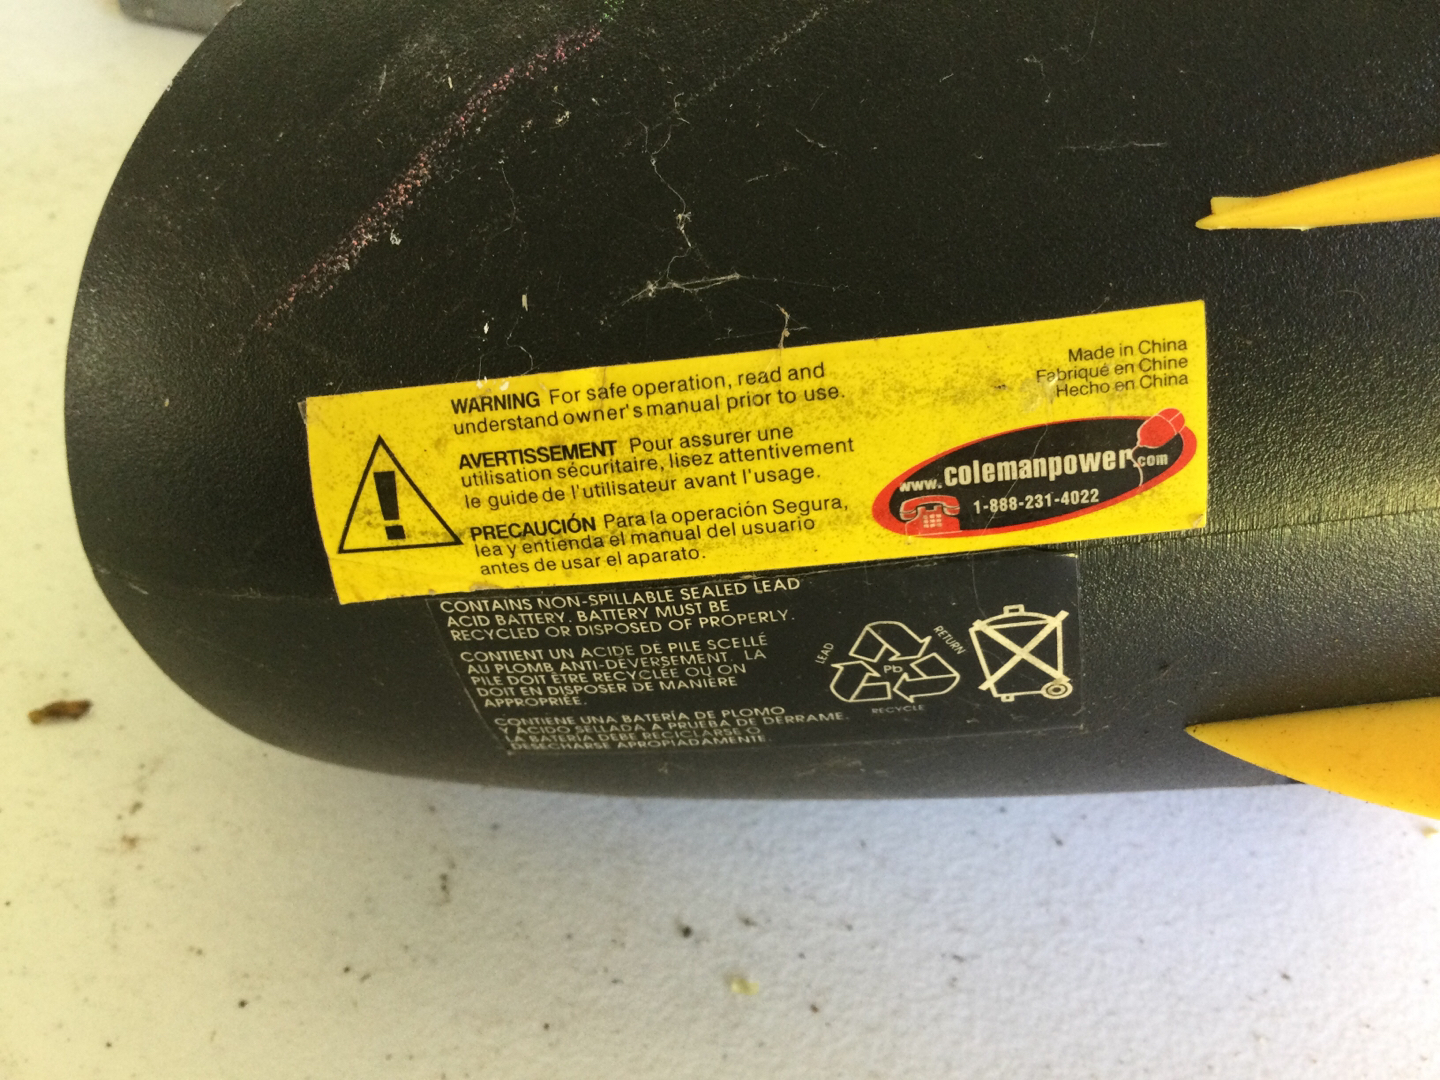 WARNING For safe operation, read and
understand owner's manual prior to use.
AVERTISSEMENT Pour assurer une
utilisation sécuritaire, lisez attentivement
le guide de l'utilisateur avant l'usage.
PRECAUCIÓN Para la operación Segura,
lea y entienda el manual del usuario
antes de usar el aparato.
Made in China
Fabriqué en Chine
Hecho en China
www.colemanpower.com
1-888-231-4022
CONTAINS NON-SPILLABLE SEALED LEAD
ACID BATTERY. BATTERY MUST BE
RECYCLED OR DISPOSED OF PROPERLY.
CONTIENT UN ACIDE DE PILE SCELLÉ
AU PLOMB ANTI-DEVERSEMENT. LA
PILE DOIT ETRE RECYCLÉE OU ON
DOIT EN DISPOSER DE MANIÈRE
APPROPRIÉE.
CONTIENE UNA BATERÍA DE PLOMO
Y ACIDO SELLADA A PRUEBA DE DERRAME.
LA BATERÍA DEBE RECICLARSE O
DESECHARSE APROPIADAMENTE.
LEAD
RETURN
Pb
RECYCLE